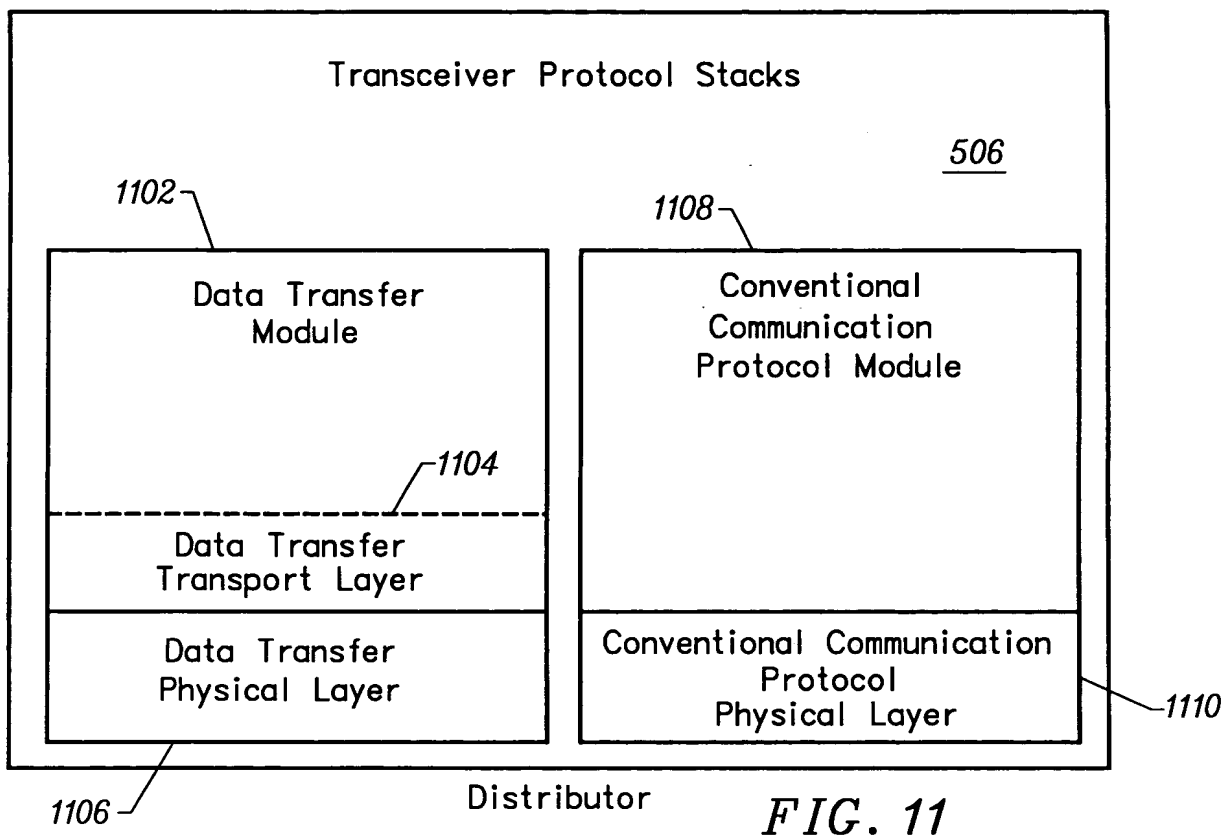 Transceiver Protocol Stacks
506
1102
1108
Data Transfer
Module
Conventional
Communication
Protocol Module
1104
Data Transfer
Transport Layer
Data Transfer
Physical Layer
Conventional Communication
Protocol
Physical Layer
1110
1106
Distributor
FIG. 11